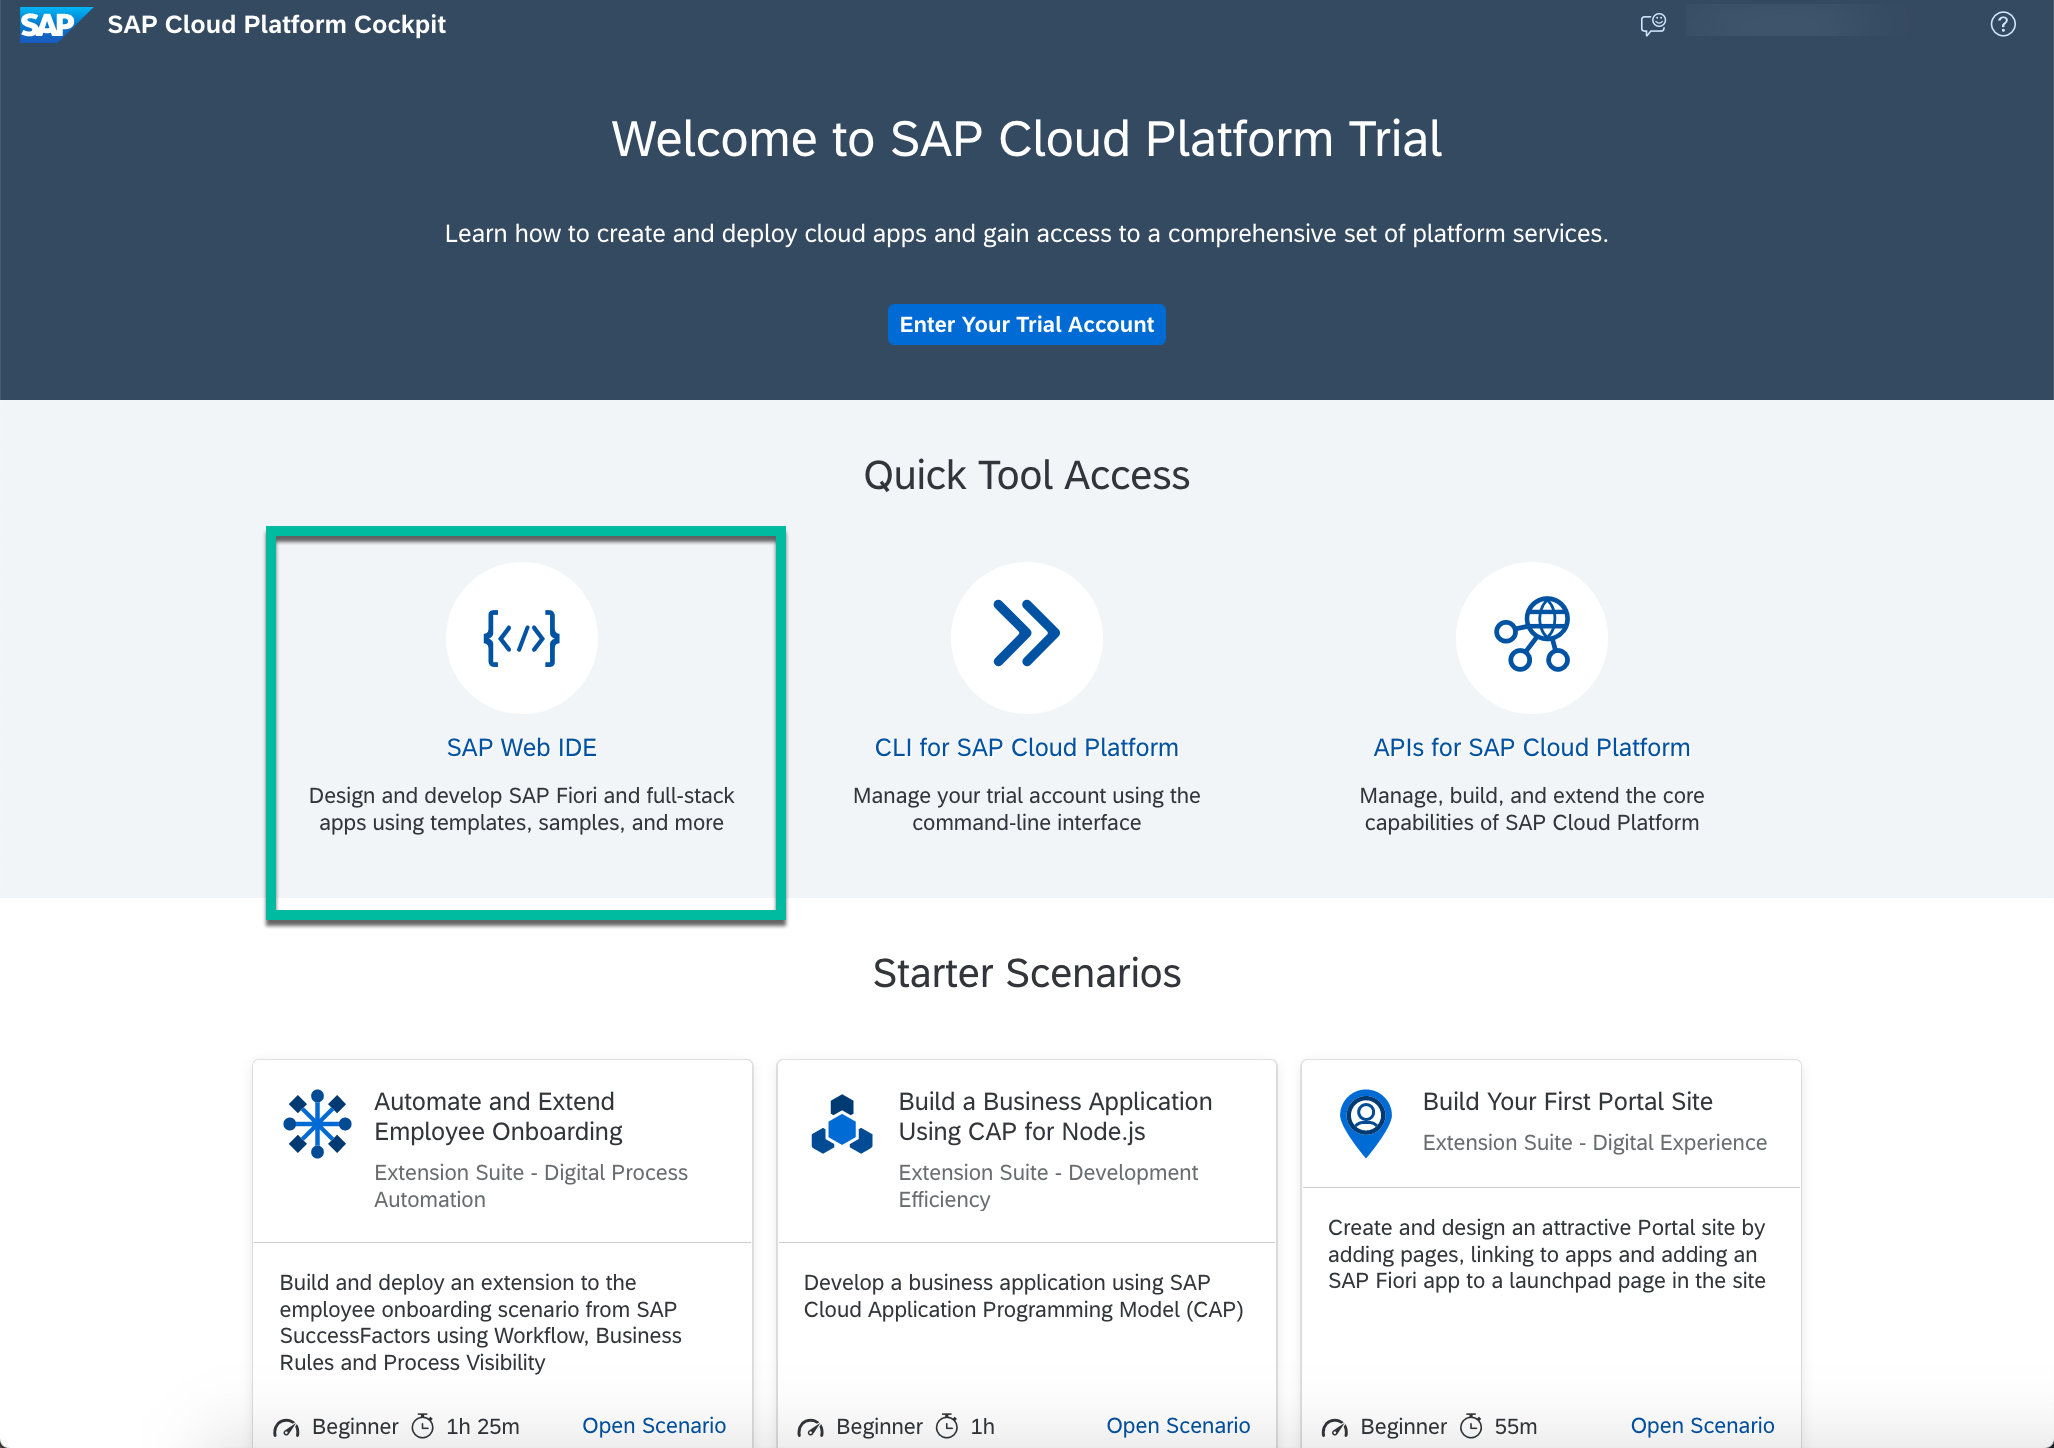 SAP SAP Cloud Platform Cockpit
Welcome to SAP Cloud Platform Trial
Learn how to create and deploy cloud apps and gain access to a comprehensive set of platform services.
Enter Your Trial Account
Quick Tool Access
SAP Web IDE
Design and develop SAP Fiori and full-stack
apps using templates, samples, and more
CLI for SAP Cloud Platform
Manage your trial account using the
command-line interface
APIs for SAP Cloud Platform
Manage, build, and extend the core
capabilities of SAP Cloud Platform
Starter Scenarios
Automate and Extend
Employee Onboarding
Extension Suite - Digital Process
Automation
Build and deploy an extension to the
employee onboarding scenario from SAP
SuccessFactors using Workflow, Business
Rules and Process Visibility
Beginner 1h 25m Open Scenario
Build a Business Application
Using CAP for Node.js
Extension Suite - Development
Efficiency
Develop a business application using SAP
Cloud Application Programming Model (CAP)
Beginner 1h Open Scenario
Build Your First Portal Site
Extension Suite - Digital Experience
Create and design an attractive Portal site by
adding pages, linking to apps and adding an
SAP Fiori app to a launchpad page in the site
Beginner 55m Open Scenario